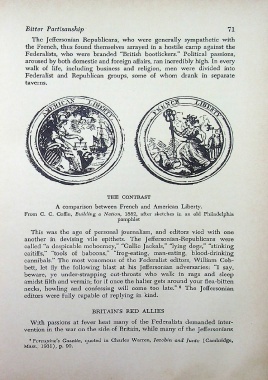 Bitter Partisanship 71
The Jeffersonian Republicans, who were generally sympathetic with
the French, thus found themselves arrayed in a hostile camp against the
Federalists, who were branded "British bootlickers." Political passions,
aroused by both domestic and foreign affairs, ran incredibly high. In every
walk of life, including business and religion, men were divided into
Federalist and Republican groups, some of whom drank in separate
taverns.
AMERICAN LIBERTY
FRENCH LIBERTY
THE CONTRAST
A comparison between French and American Liberty.
From C. C. Coffin, Building a Nation, 1882, after sketches in an old Philadelphia
pamphlet
This was the age of personal journalism, and editors vied with one
another in devising vile epithets. The Jeffersonian-Republicans were
called "a despicable mobocracy," "Gallic Jackals," "lying dogs," "stinking
caitiffs," "tools of baboons," "frog-eating, man-eating, blood-drinking
cannibals." The most venomous of the Federalist editors, William Cob-
bett, let fly the following blast at his Jeffersonian adversaries: "I say,
beware, ye under-strapping cut-throats who walk in rags and sleep
amidst filth and vermin; for if once the halter gets around your flea-bitten
necks, howling and confessing will come too late." The Jeffersonian
editors were fully capable of replying in kind.
BRITAIN'S RED ALLIES
With passions at fever heat many of the Federalists demanded inter-
vention in the war on the side of Britain, while many of the Jeffersonians
Porcupine's Gazette, quoted in Charles Warren, Jacobin and Junto (Cambridge,
Mass., 1931), p. 90.